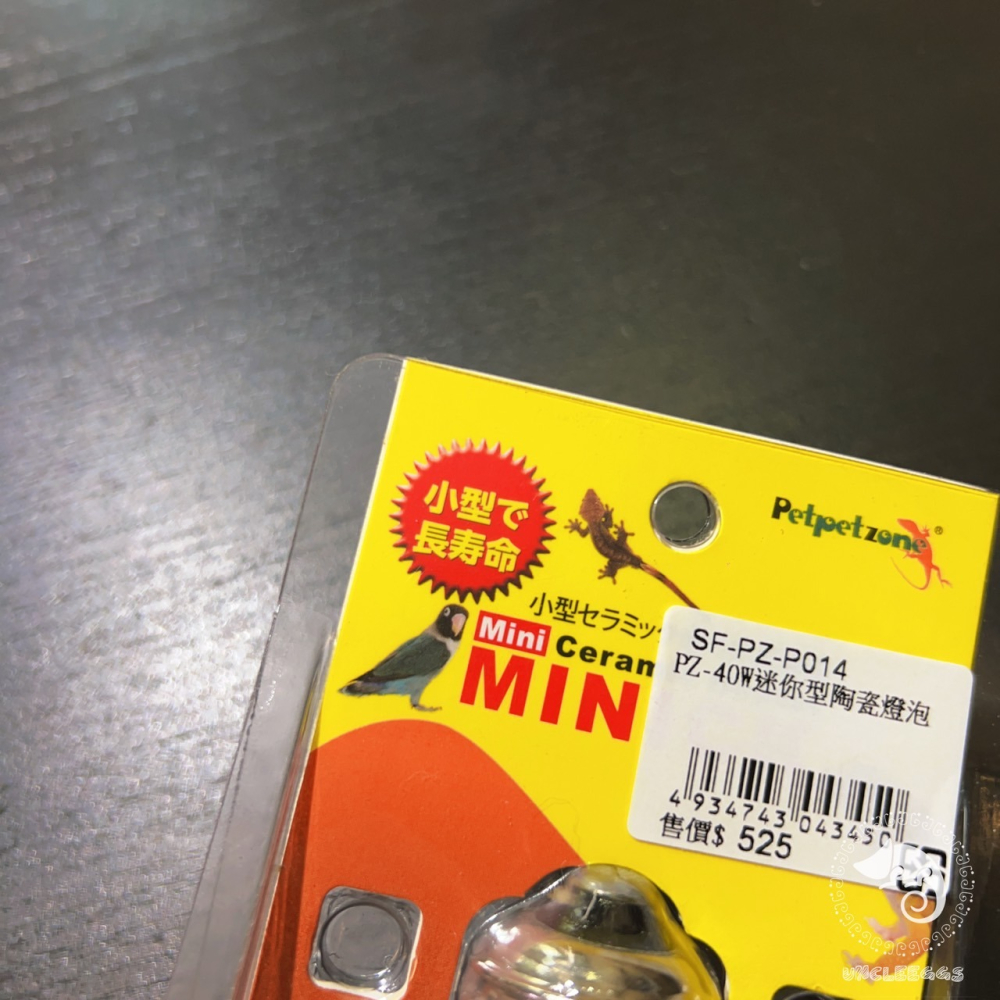 小型で
長寿命
Petpetzone®
小型セラミッ
Mini Ceram
MIN
SF-PZ-P014
PZ-40W迷你型陶瓷燈泡
4934743043450
售價$ 525
UNCLEEGGS